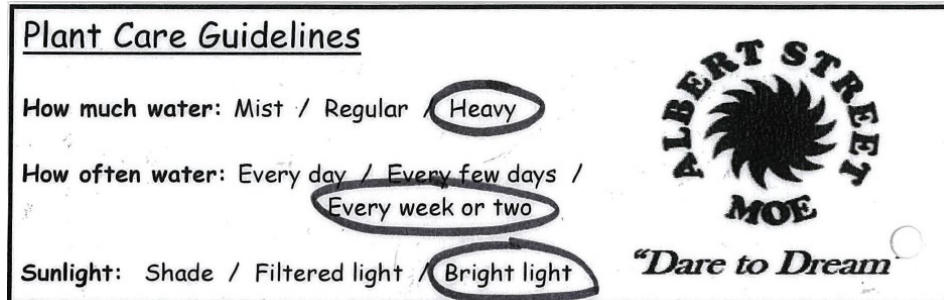 Plant Care Guidelines
How much water: Mist / Regular / Heavy
How often water: Every day / Every few days /
Every week or two
Sunlight: Shade / Filtered light / Bright light
ALBERT STREET
MOE
"Dare to Dream"